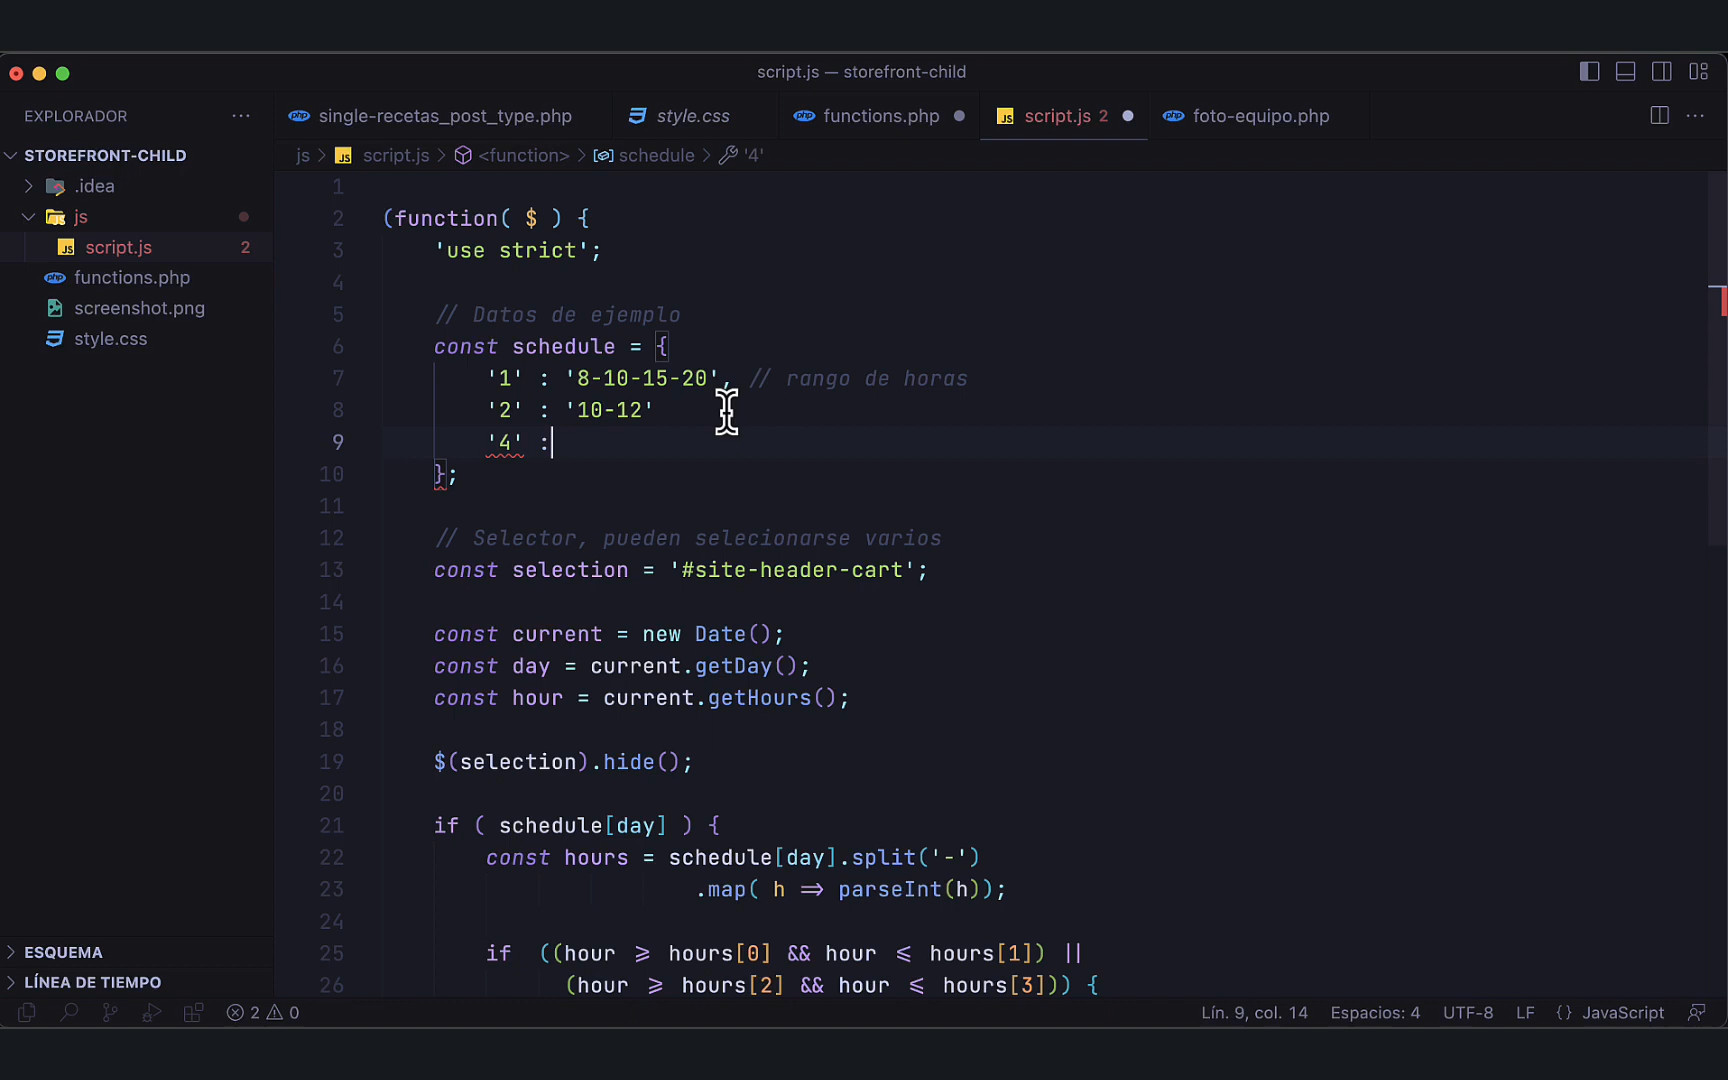 script.js — storefront-child
EXPLORADOR
single-recetas_post_type.php
style.css
functions.php
script.js 2
foto-equipo.php
STOREFRONT-CHILD
js > script.js > <function> > schedule > '4'
.idea
js
script.js 2
functions.php
screenshot.png
style.css
1
2 (function( $ ) {
3 'use strict';
4
5 // Datos de ejemplo
6 const schedule = {
7 '1' : '8-10-15-20', // rango de horas
8 '2' : '10-12'
9 '4' :
10 };
11
12 // Selector, pueden selecionarse varios
13 const selection = '#site-header-cart';
14
15 const current = new Date();
16 const day = current.getDay();
17 const hour = current.getHours();
18
19 $(selection).hide();
20
21 if ( schedule[day] ) {
22 const hours = schedule[day].split('-')
23 .map( h => parseInt(h));
24
25 if ((hour >= hours[0] && hour <= hours[1]) ||
26 (hour >= hours[2] && hour <= hours[3])) {
ESQUEMA
LÍNEA DE TIEMPO
2 0
Lín. 9, col. 14
Espacios: 4
UTF-8
LF
{} JavaScript